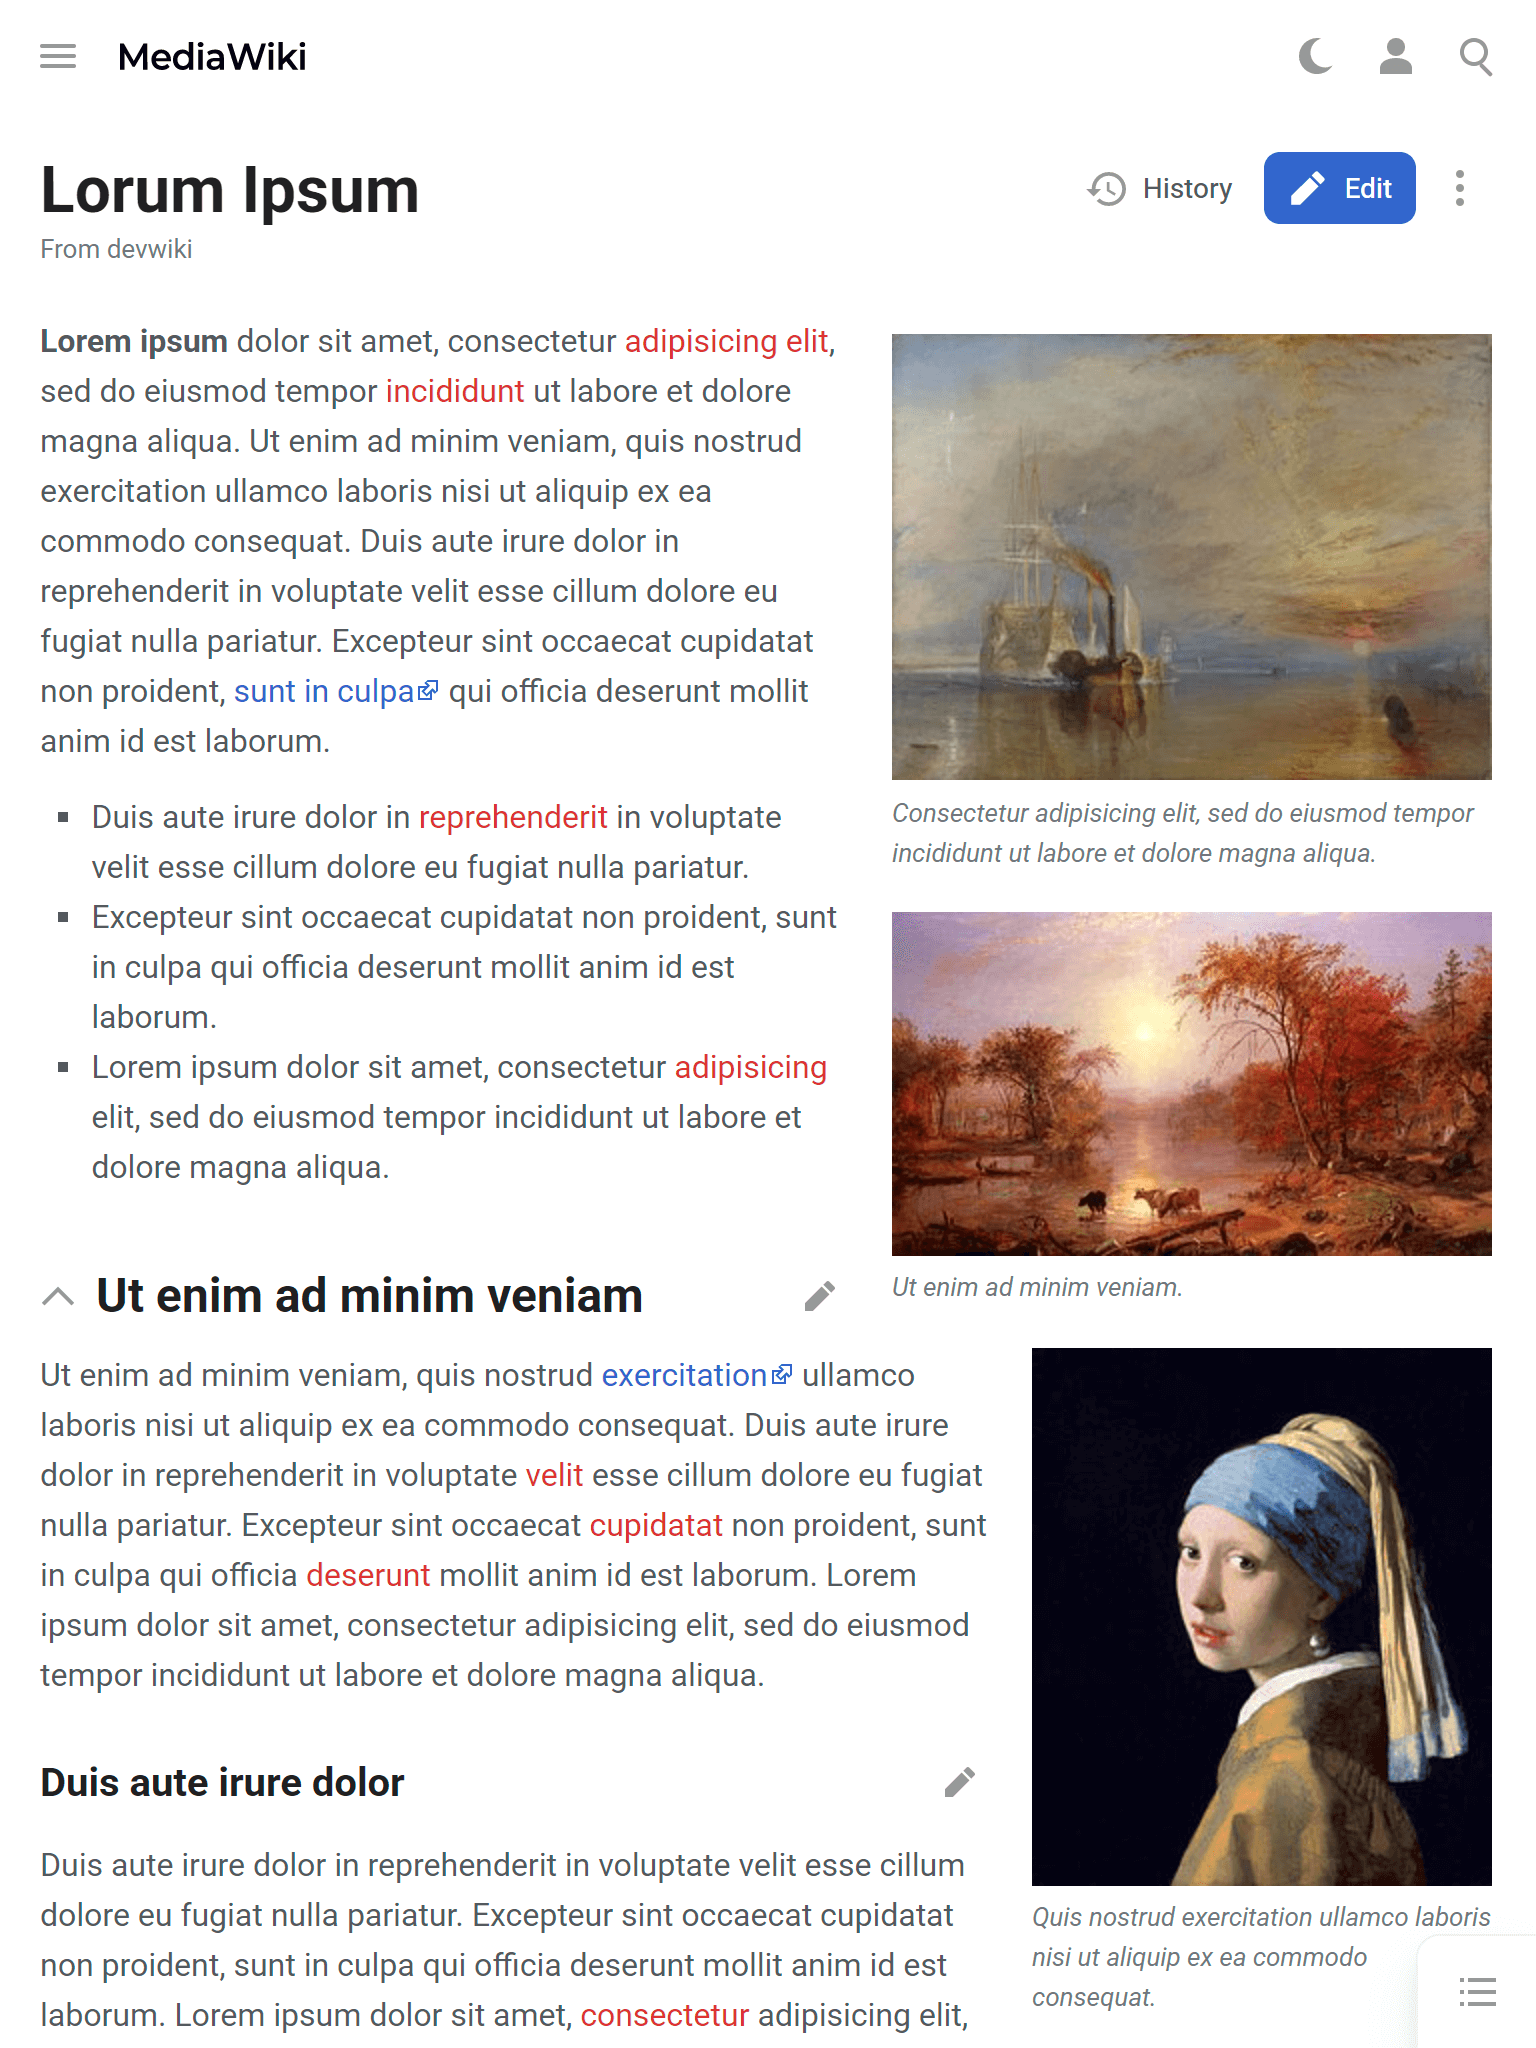 MediaWiki
Lorum Ipsum
History
Edit
From devwiki
Lorem ipsum dolor sit amet, consectetur adipisicing elit,
sed do eiusmod tempor incididunt ut labore et dolore
magna aliqua. Ut enim ad minim veniam, quis nostrud
exercitation ullamco laboris nisi ut aliquip ex ea
commodo consequat. Duis aute irure dolor in
reprehenderit in voluptate velit esse cillum dolore eu
fugiat nulla pariatur. Excepteur sint occaecat cupidatat
non proident, sunt in culpa qui officia deserunt mollit
anim id est laborum.
Duis aute irure dolor in reprehenderit in voluptate
velit esse cillum dolore eu fugiat nulla pariatur.
Excepteur sint occaecat cupidatat non proident, sunt
in culpa qui officia deserunt mollit anim id est
laborum.
Lorem ipsum dolor sit amet, consectetur adipisicing
elit, sed do eiusmod tempor incididunt ut labore et
dolore magna aliqua.
Consectetur adipisicing elit, sed do eiusmod tempor
incididunt ut labore et dolore magna aliqua.
Ut enim ad minim veniam.
Ut enim ad minim veniam
Ut enim ad minim veniam, quis nostrud exercitation ullamco
laboris nisi ut aliquip ex ea commodo consequat. Duis aute irure
dolor in reprehenderit in voluptate velit esse cillum dolore eu fugiat
nulla pariatur. Excepteur sint occaecat cupidatat non proident, sunt
in culpa qui officia deserunt mollit anim id est laborum. Lorem
ipsum dolor sit amet, consectetur adipisicing elit, sed do eiusmod
tempor incididunt ut labore et dolore magna aliqua.
Duis aute irure dolor
Duis aute irure dolor in reprehenderit in voluptate velit esse cillum
dolore eu fugiat nulla pariatur. Excepteur sint occaecat cupidatat
non proident, sunt in culpa qui officia deserunt mollit anim id est
laborum. Lorem ipsum dolor sit amet, consectetur adipisicing elit,
Quis nostrud exercitation ullamco laboris
nisi ut aliquip ex ea commodo
consequat.